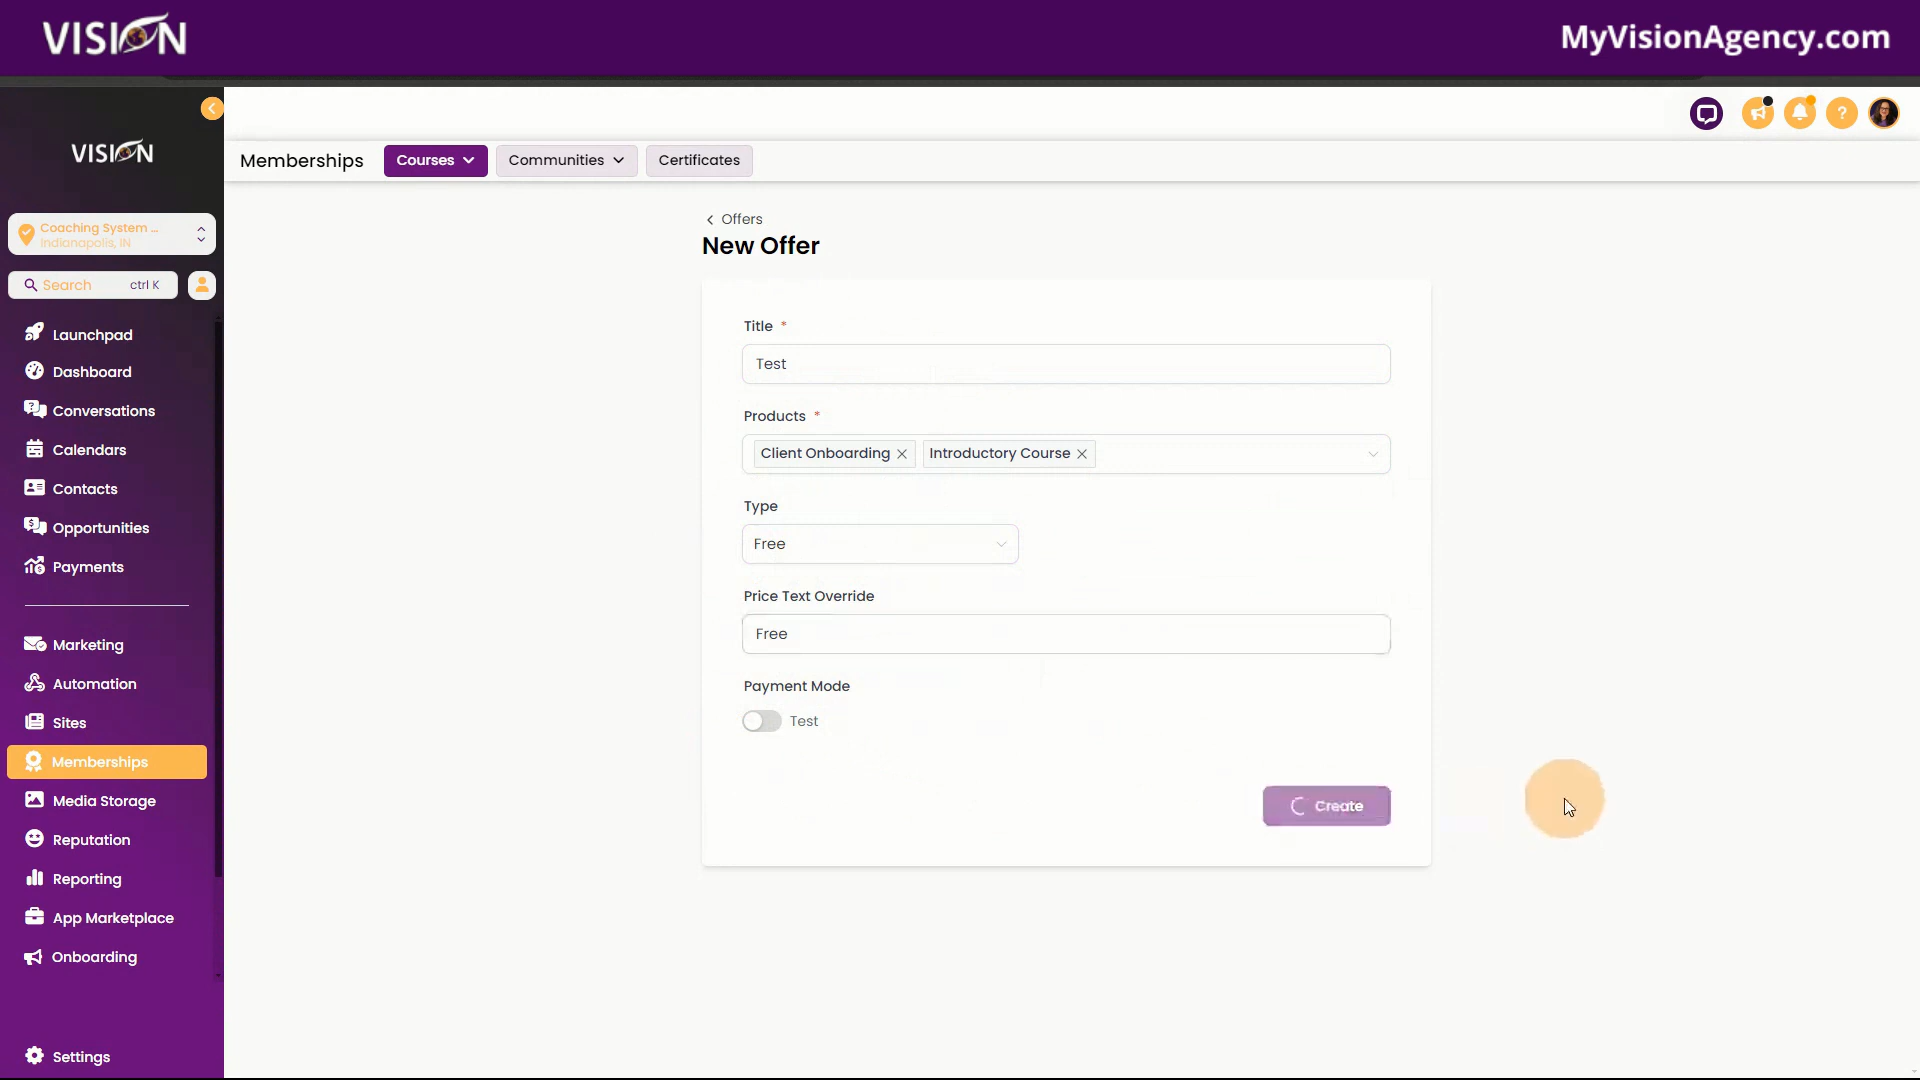 VISION
MyVisionAgency.com
VISION
Coaching System ...
Indianapolis, IN
Search ctrl K
Launchpad
Dashboard
Conversations
Calendars
Contacts
Opportunities
Payments
Marketing
Automation
Sites
Memberships
Media Storage
Reputation
Reporting
App Marketplace
Onboarding
Settings
Memberships Courses Communities Certificates
Offers
New Offer
Title *
Test
Products *
Client Onboarding Introductory Course
Type
Free
Price Text Override
Free
Payment Mode
Test
Create